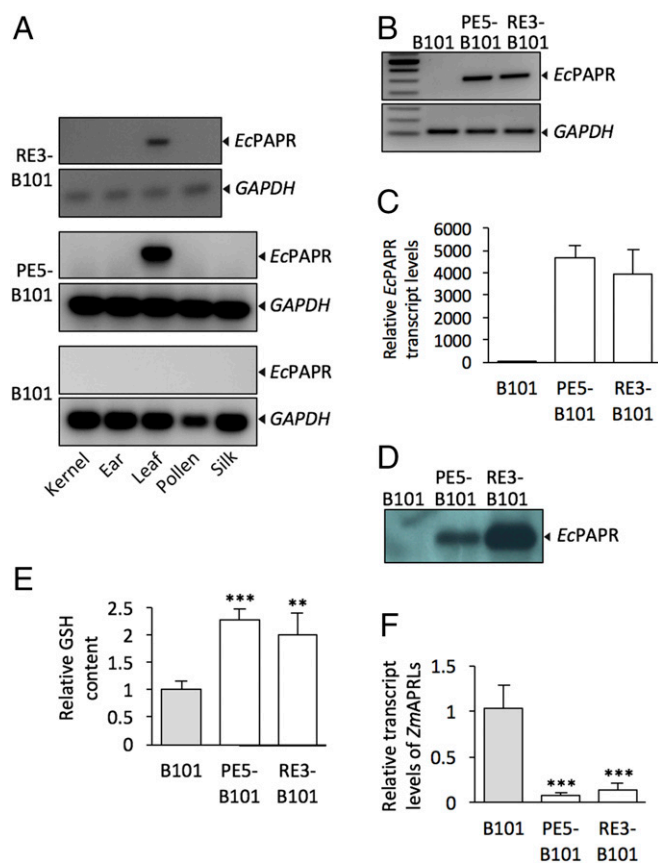 A
RE3-
B101
EcPAPR
GAPDH
PE5-
B101
EcPAPR
GAPDH
B101
EcPAPR
GAPDH
Kernel
Ear
Leaf
Pollen
Silk
B
B101
PE5-
B101
RE3-
B101
EcPAPR
GAPDH
C
Relative EcPAPR
transcript levels
6000
5000
4000
3000
2000
1000
0
B101
PE5-
B101
RE3-
B101
D
B101
PE5-
B101
RE3-
B101
EcPAPR
E
Relative GSH
content
2.5
2
1.5
1
0.5
0
***
**
B101
PE5-
B101
RE3-
B101
F
Relative transcript
levels of ZmAPRLs
1.5
1
0.5
0
***
***
B101
PE5-
B101
RE3-
B101